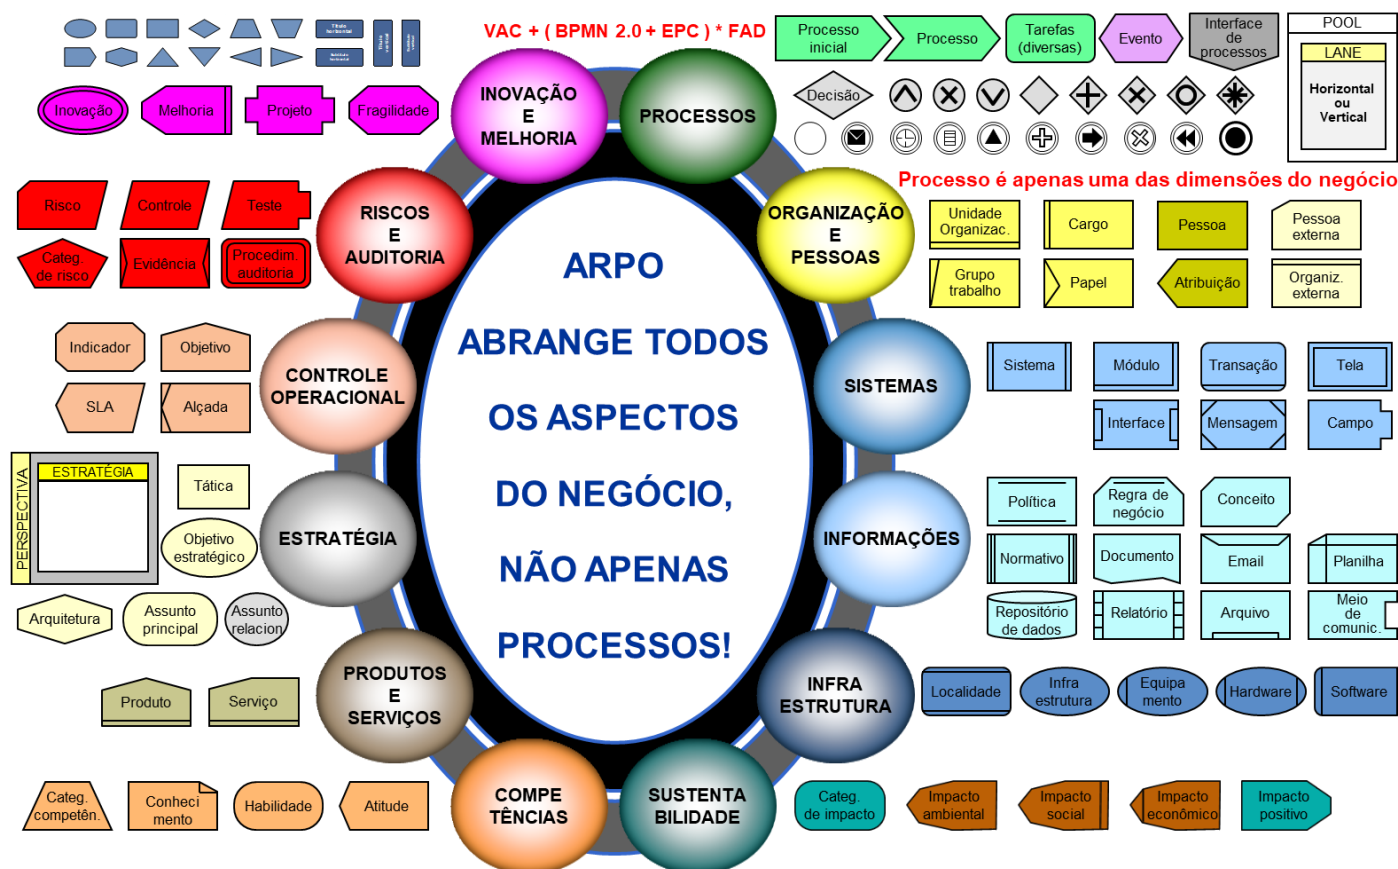 Título
horizontal
Título
vertical
VAC + ( BPMN 2.0 + EPC ) * FAD
Processo
inicial
Processo
Tarefas
(diversas)
Evento
Interface
de
processos
POOL
LANE
Horizontal
ou
Vertical
Inovação
Melhoria
Projeto
Fragilidade
INOVAÇÃO
E
MELHORIA
PROCESSOS
Decisão
Processo é apenas uma das dimensões do negócio
Risco
Controle
Teste
Categ.
de risco
Evidência
Procedim.
auditoria
RISCOS
E
AUDITORIA
ORGANIZAÇÃO
E
PESSOAS
Unidade
Organizac.
Cargo
Pessoa
Pessoa
externa
Grupo
trabalho
Papel
Atribuição
Organiz.
externa
ARPO
ABRANGE TODOS
OS ASPECTOS
DO NEGÓCIO,
NÃO APENAS
PROCESSOS!
Indicador
Objetivo
SLA
Alçada
CONTROLE
OPERACIONAL
SISTEMAS
Sistema
Módulo
Transação
Tela
Interface
Mensagem
Campo
PERSPECTIVA
ESTRATÉGIA
Tática
Objetivo
estratégico
Arquitetura
Assunto
principal
Assunto
relacion
ESTRATÉGIA
INFORMAÇÕES
Política
Regra de
negócio
Conceito
Normativo
Documento
Email
Planilha
Repositório
de dados
Relatório
Arquivo
Meio
de
comunic.
Produto
Serviço
PRODUTOS
E
SERVIÇOS
INFRA
ESTRUTURA
Localidade
Infra
estrutura
Equipa
mento
Hardware
Software
Categ.
competên.
Conheci
mento
Habilidade
Atitude
COMPE
TÊNCIAS
SUSTENTA
BILIDADE
Categ.
de impacto
Impacto
ambiental
Impacto
social
Impacto
econômico
Impacto
positivo